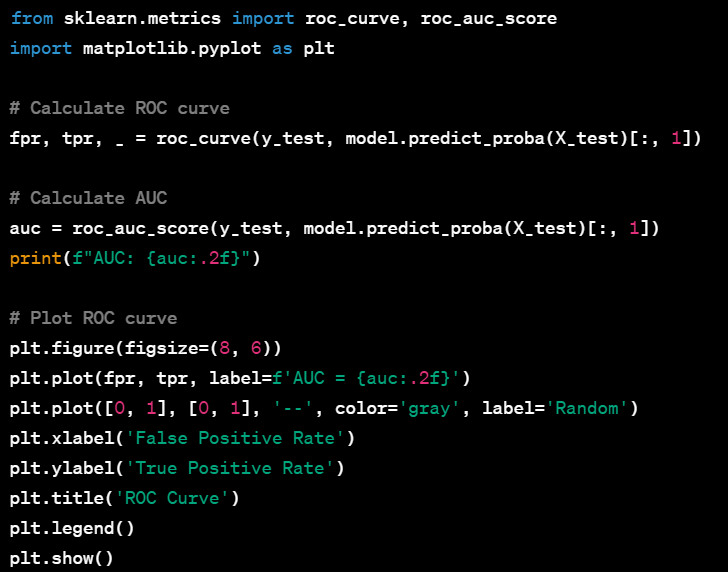 from sklearn.metrics import roc_curve, roc_auc_score
import matplotlib.pyplot as plt
# Calculate ROC curve
fpr, tpr, _ = roc_curve(y_test, model.predict_proba(X_test)[:, 1])
# Calculate AUC
auc = roc_auc_score(y_test, model.predict_proba(X_test)[:, 1])
print(f"AUC: {auc:.2f}")
# Plot ROC curve
plt.figure(figsize=(8, 6))
plt.plot(fpr, tpr, label=f'AUC = {auc:.2f}')
plt.plot([0, 1], [0, 1], '--', color='gray', label='Random')
plt.xlabel('False Positive Rate')
plt.ylabel('True Positive Rate')
plt.title('ROC Curve')
plt.legend()
plt.show()